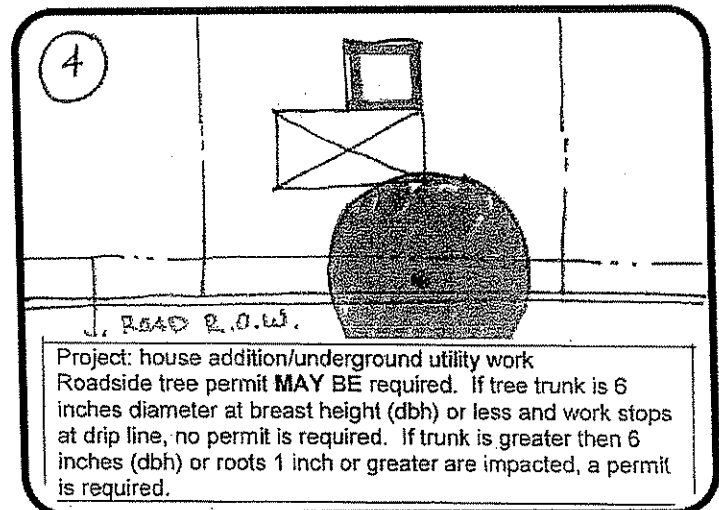 4
ROAD R.O.W.
Project: house addition/underground utility work
Roadside tree permit MAY BE required. If tree trunk is 6
inches diameter at breast height (dbh) or less and work stops
at drip line, no permit is required. If trunk is greater then 6
inches (dbh) or roots 1 inch or greater are impacted, a permit
is required.